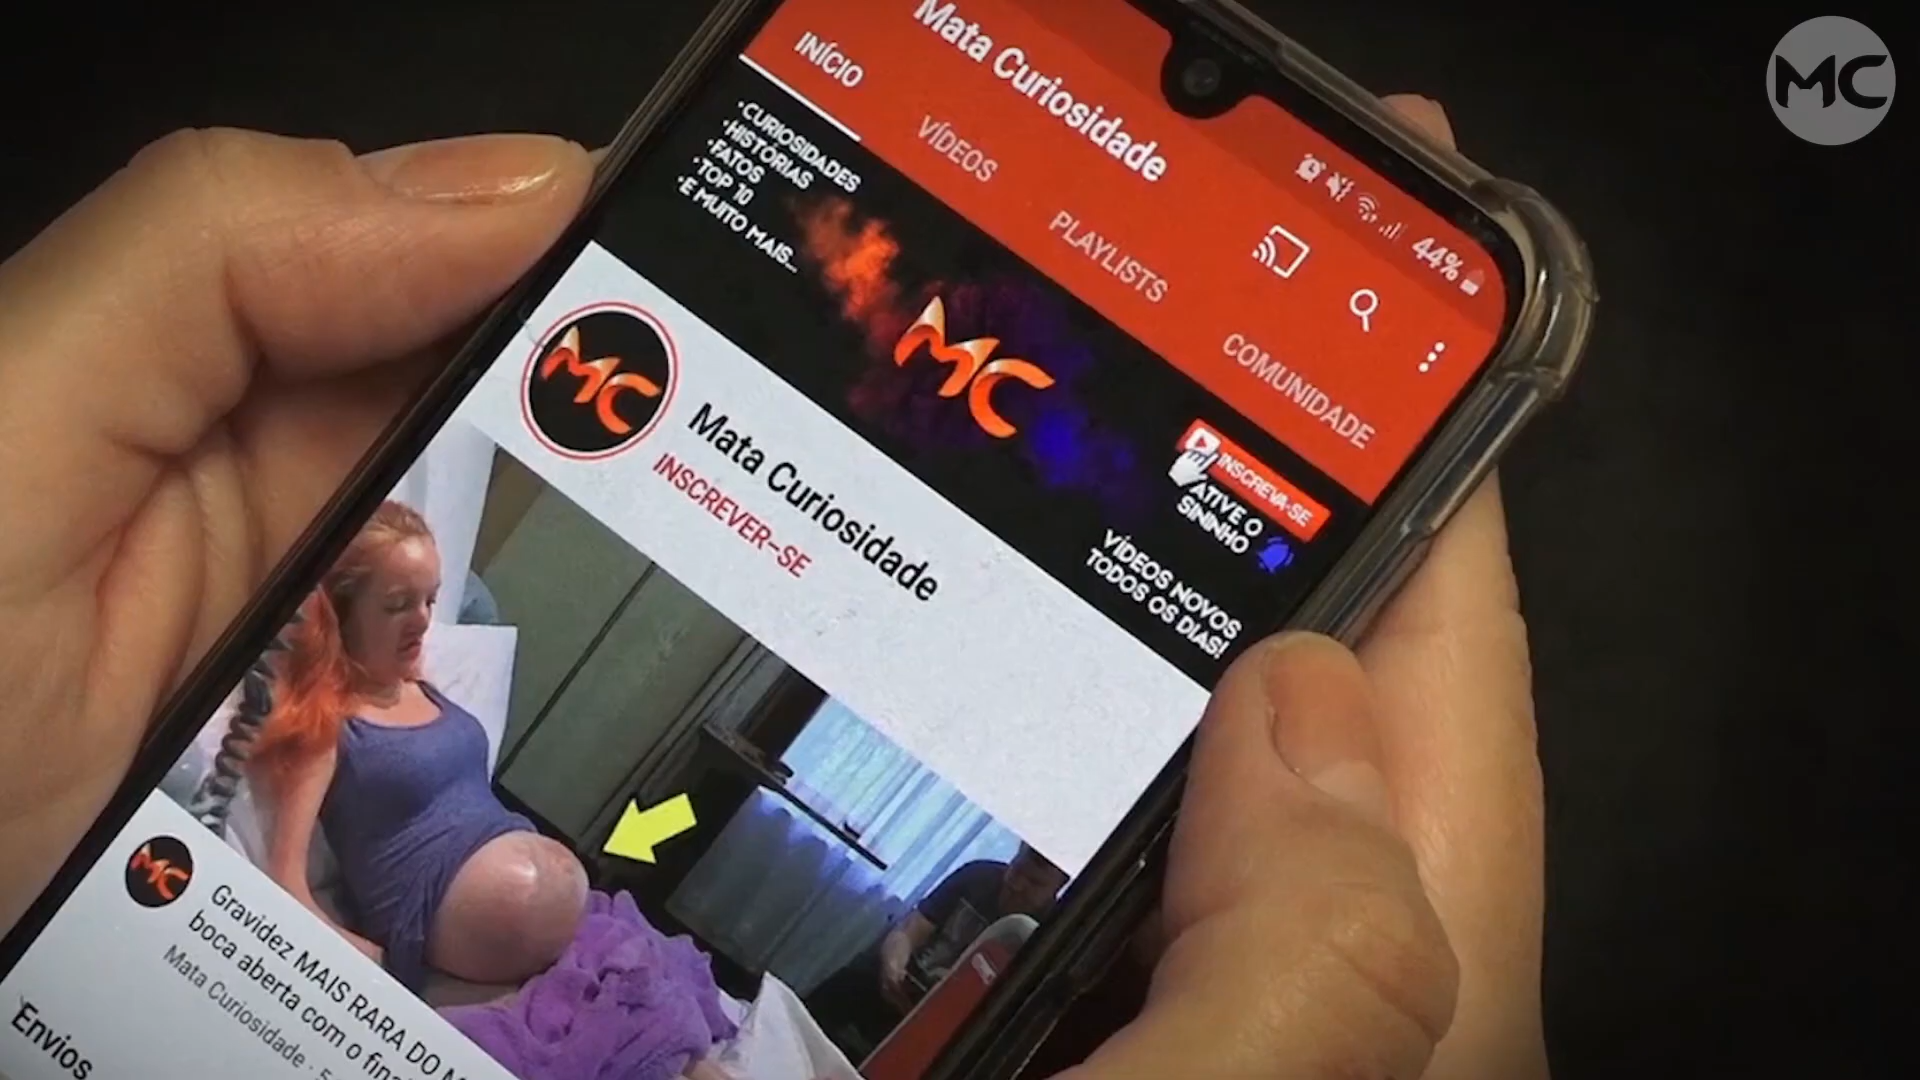 MC
Mata Curiosidade
44%
INÍCIO
VÍDEOS
PLAYLISTS
COMUNIDADE
•CURIOSIDADES
•HISTÓRIAS
•FATOS
•TOP 10
•E MUITO MAIS...
MC
INSCREVA-SE
ATIVE O
SININHO
VÍDEOS NOVOS
TODOS OS DIAS!
MC
Mata Curiosidade
INSCREVER-SE
MC
Gravidez MAIS RARA DO
boca aberta com o
Mata Curiosidade ·
Envios